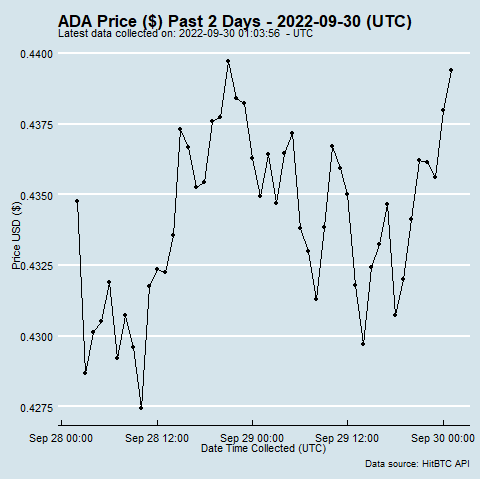 ADA Price ($) Past 2 Days - 2022-09-30 (UTC)
Latest data collected on: 2022-09-30 01:03:56  - UTC
0.4400
0.4375
0.4350
0.4325
0.4300
0.4275
Price USD ($)
Sep 28 00:00
Sep 28 12:00
Sep 29 00:00
Sep 29 12:00
Sep 30 00:00
Date Time Collected (UTC)
Data source: HitBTC API